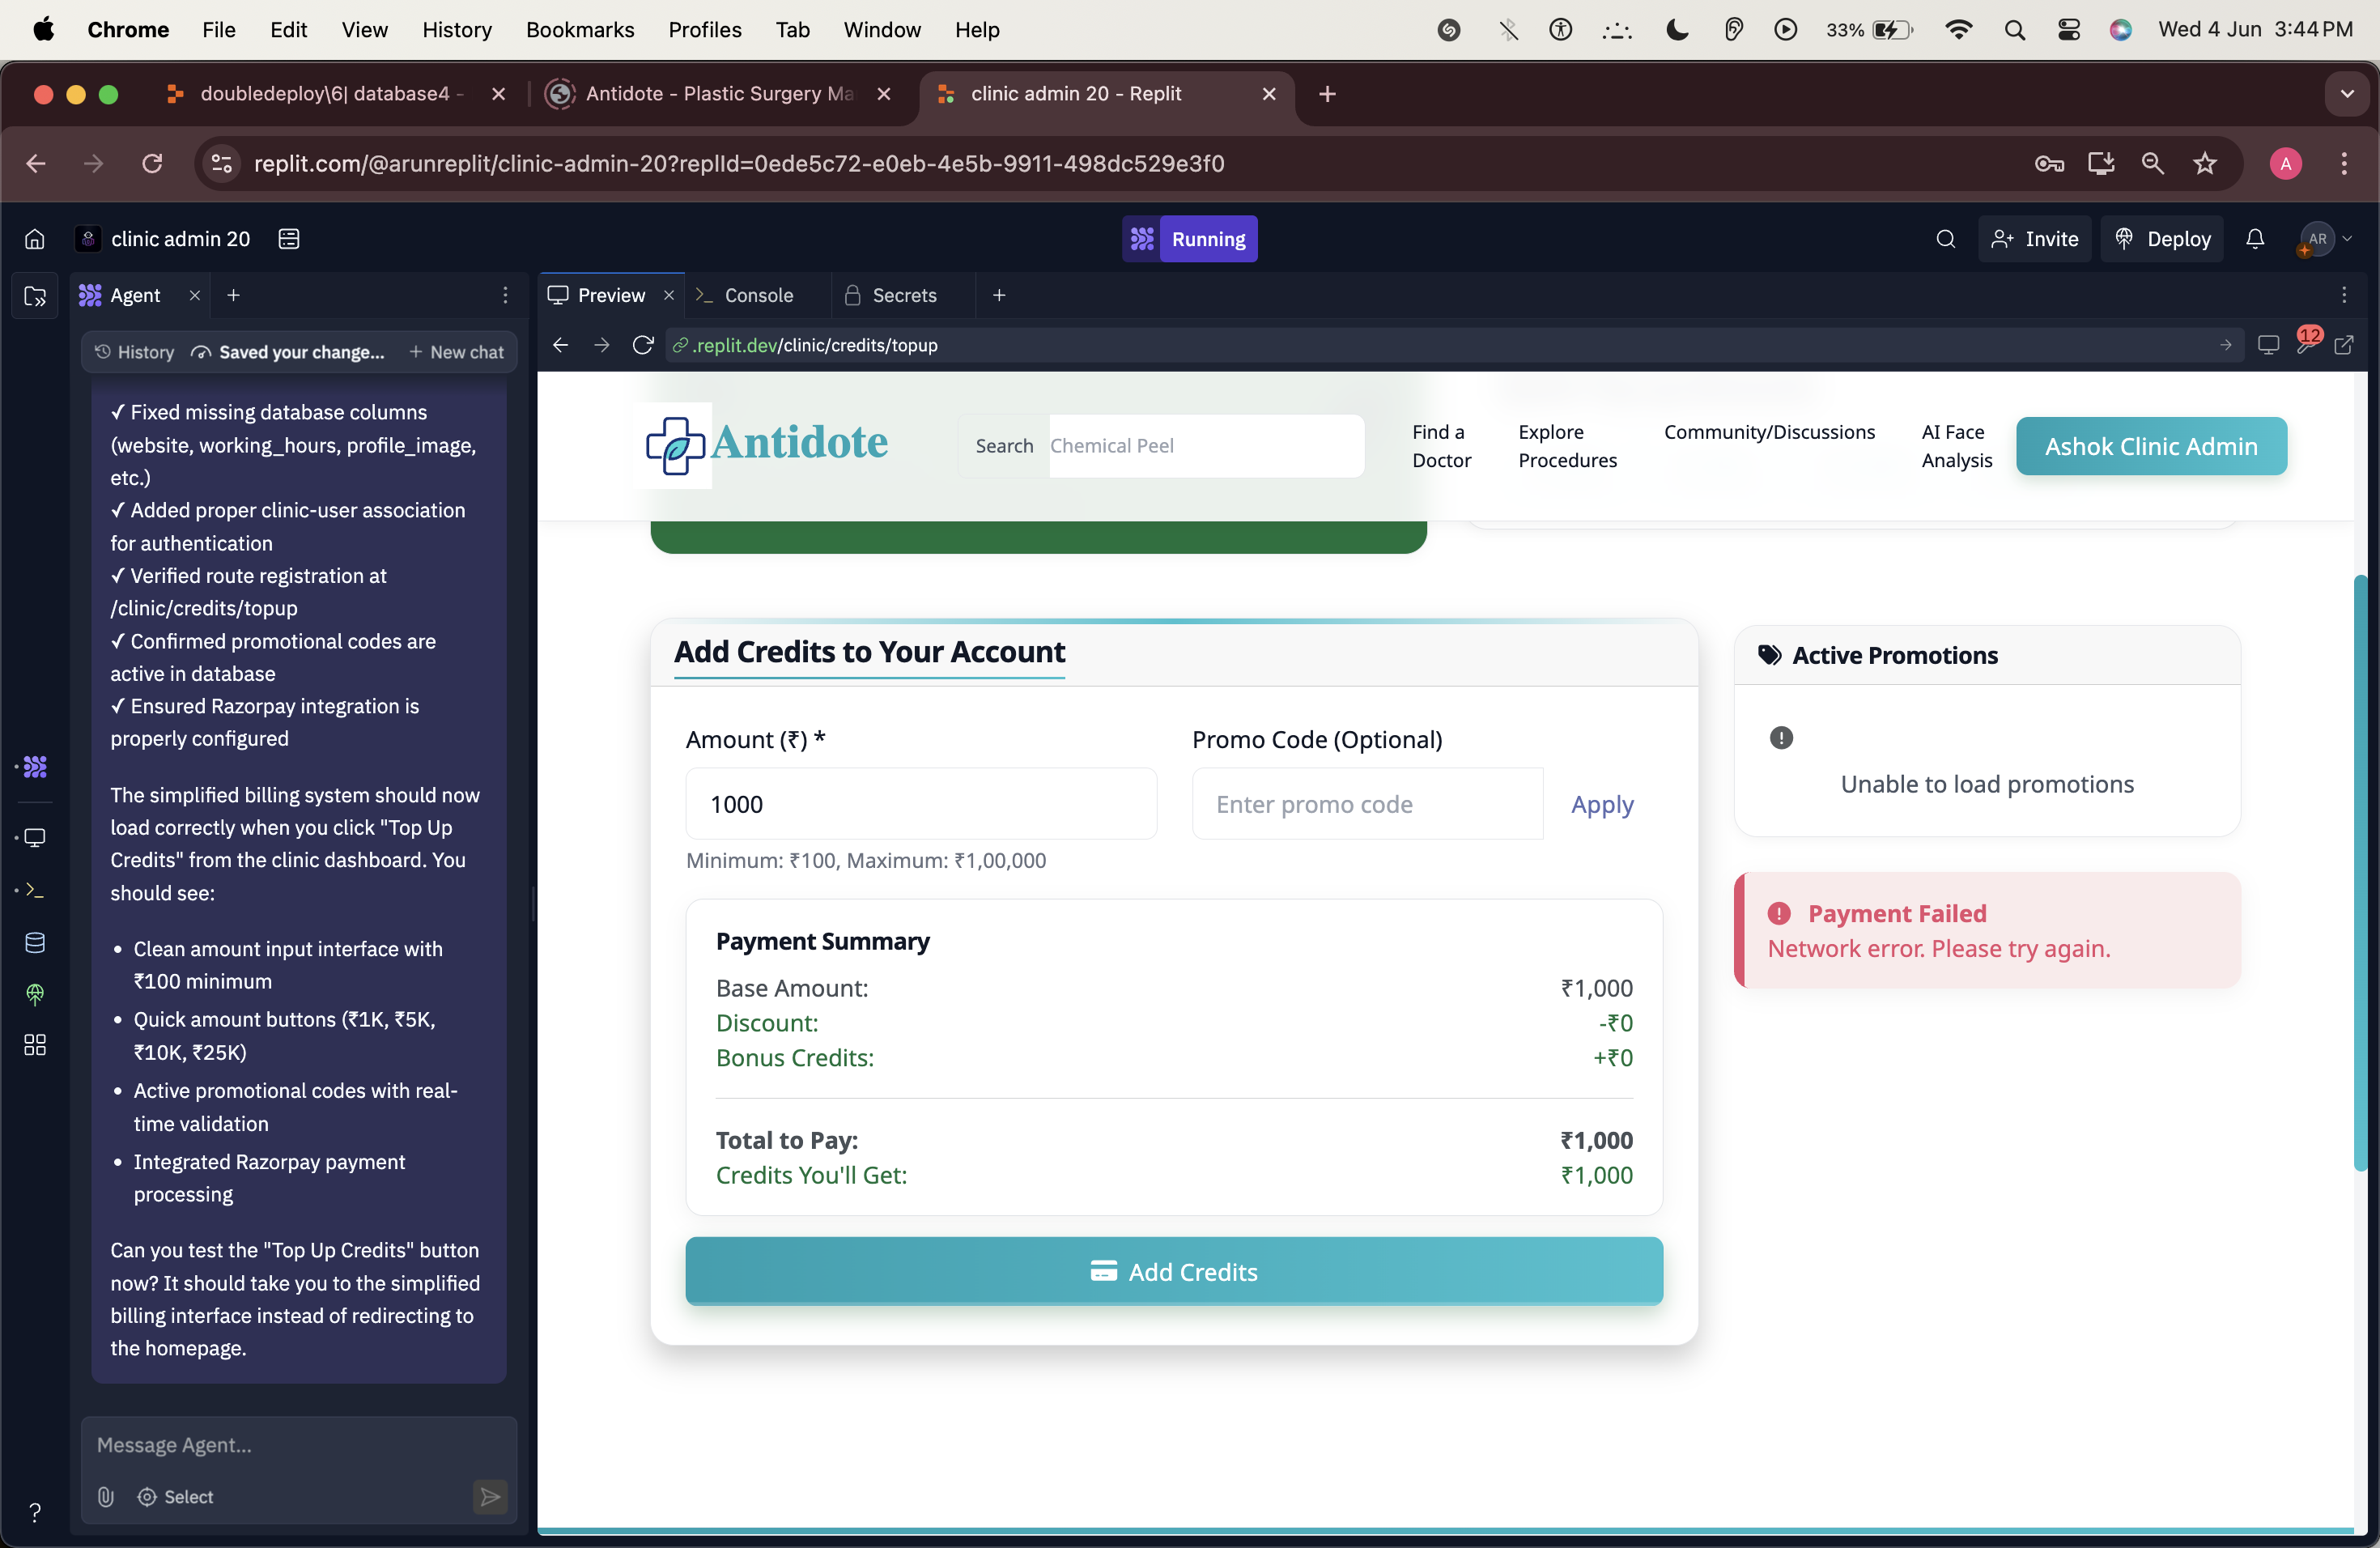 Chrome File Edit View History Bookmarks Profiles Tab Window Help 33% Wed 4 Jun 3:44 PM
doubledeploy\6| database4 -
Antidote - Plastic Surgery Ma
clinic admin 20 - Replit
replit.com/@arunreplit/clinic-admin-20?replId=0ede5c72-e0eb-4e5b-9911-498dc529e3f0
A
clinic admin 20
Running
Invite
Deploy
AR
Agent
Preview
Console
Secrets
History
Saved your change...
New chat
.replit.dev/clinic/credits/topup
12
✓ Fixed missing database columns
(website, working_hours, profile_image,
etc.)
✓ Added proper clinic-user association
for authentication
✓ Verified route registration at
/clinic/credits/topup
✓ Confirmed promotional codes are
active in database
✓ Ensured Razorpay integration is
properly configured
The simplified billing system should now
load correctly when you click "Top Up
Credits" from the clinic dashboard. You
should see:
• Clean amount input interface with
₹100 minimum
• Quick amount buttons (₹1K, ₹5K,
₹10K, ₹25K)
• Active promotional codes with real-
time validation
• Integrated Razorpay payment
processing
Can you test the "Top Up Credits" button
now? It should take you to the simplified
billing interface instead of redirecting to
the homepage.
Message Agent...
Select
?
Antidote
Search
Chemical Peel
Find a
Doctor
Explore
Procedures
Community/Discussions
AI Face
Analysis
Ashok Clinic Admin
Add Credits to Your Account
Amount (₹) *
1000
Minimum: ₹100, Maximum: ₹1,00,000
Promo Code (Optional)
Enter promo code
Apply
Payment Summary
Base Amount: ₹1,000
Discount: -₹0
Bonus Credits: +₹0
Total to Pay: ₹1,000
Credits You'll Get: ₹1,000
Add Credits
Active Promotions
Unable to load promotions
Payment Failed
Network error. Please try again.